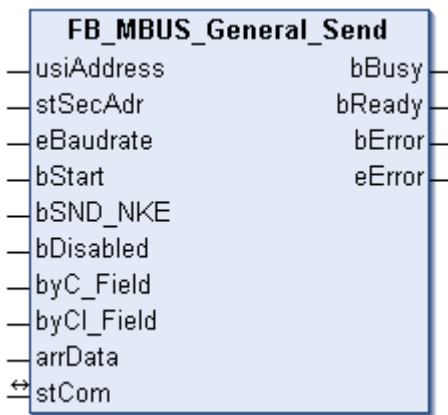 FB_MBUS_General_Send
usiAddress bBusy
stSecAdr bReady
eBaudrate bError
bStart eError
bSND_NKE
bDisabled
byC_Field
byCI_Field
arrData
stCom